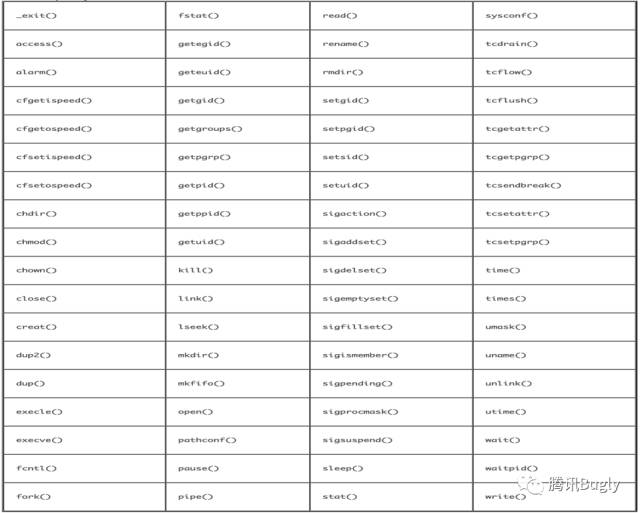 _exit() fstat() read() sysconf()
access() getegid() rename() tcdrain()
alarm() geteuid() rmdir() tcflow()
cfgetispeed() getgid() setgid() tcflush()
cfgetospeed() getgroups() setpgid() tcgetattr()
cfsetispeed() getpgrp() setsid() tcgetpgrp()
cfsetospeed() getpid() setuid() tcsendbreak()
chdir() getppid() sigaction() tcsetattr()
chmod() getuid() sigaddset() tcsetpgrp()
chown() kill() sigdelset() time()
close() link() sigemptyset() times()
creat() lseek() sigfillset() umask()
dup2() mkdir() sigismember() uname()
dup() mkfifo() sigpending() unlink()
execle() open() sigprocmask() utime()
execve() pathconf() sigsuspend() wait()
fcntl() pause() sleep() waitpid()
腾讯Bugly
fork() pipe() stat() write()